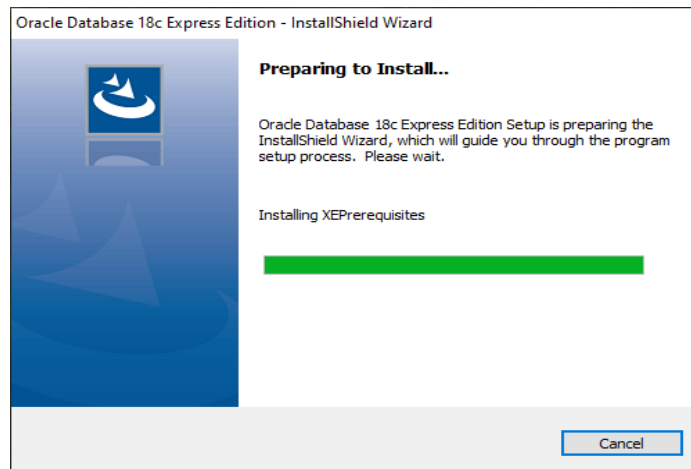 Oracle Database 18c Express Edition - InstallShield Wizard
Preparing to Install...
Oracle Database 18c Express Edition Setup is preparing the
InstallShield Wizard, which will guide you through the program
setup process. Please wait.
Installing XEPrerequisites
Cancel